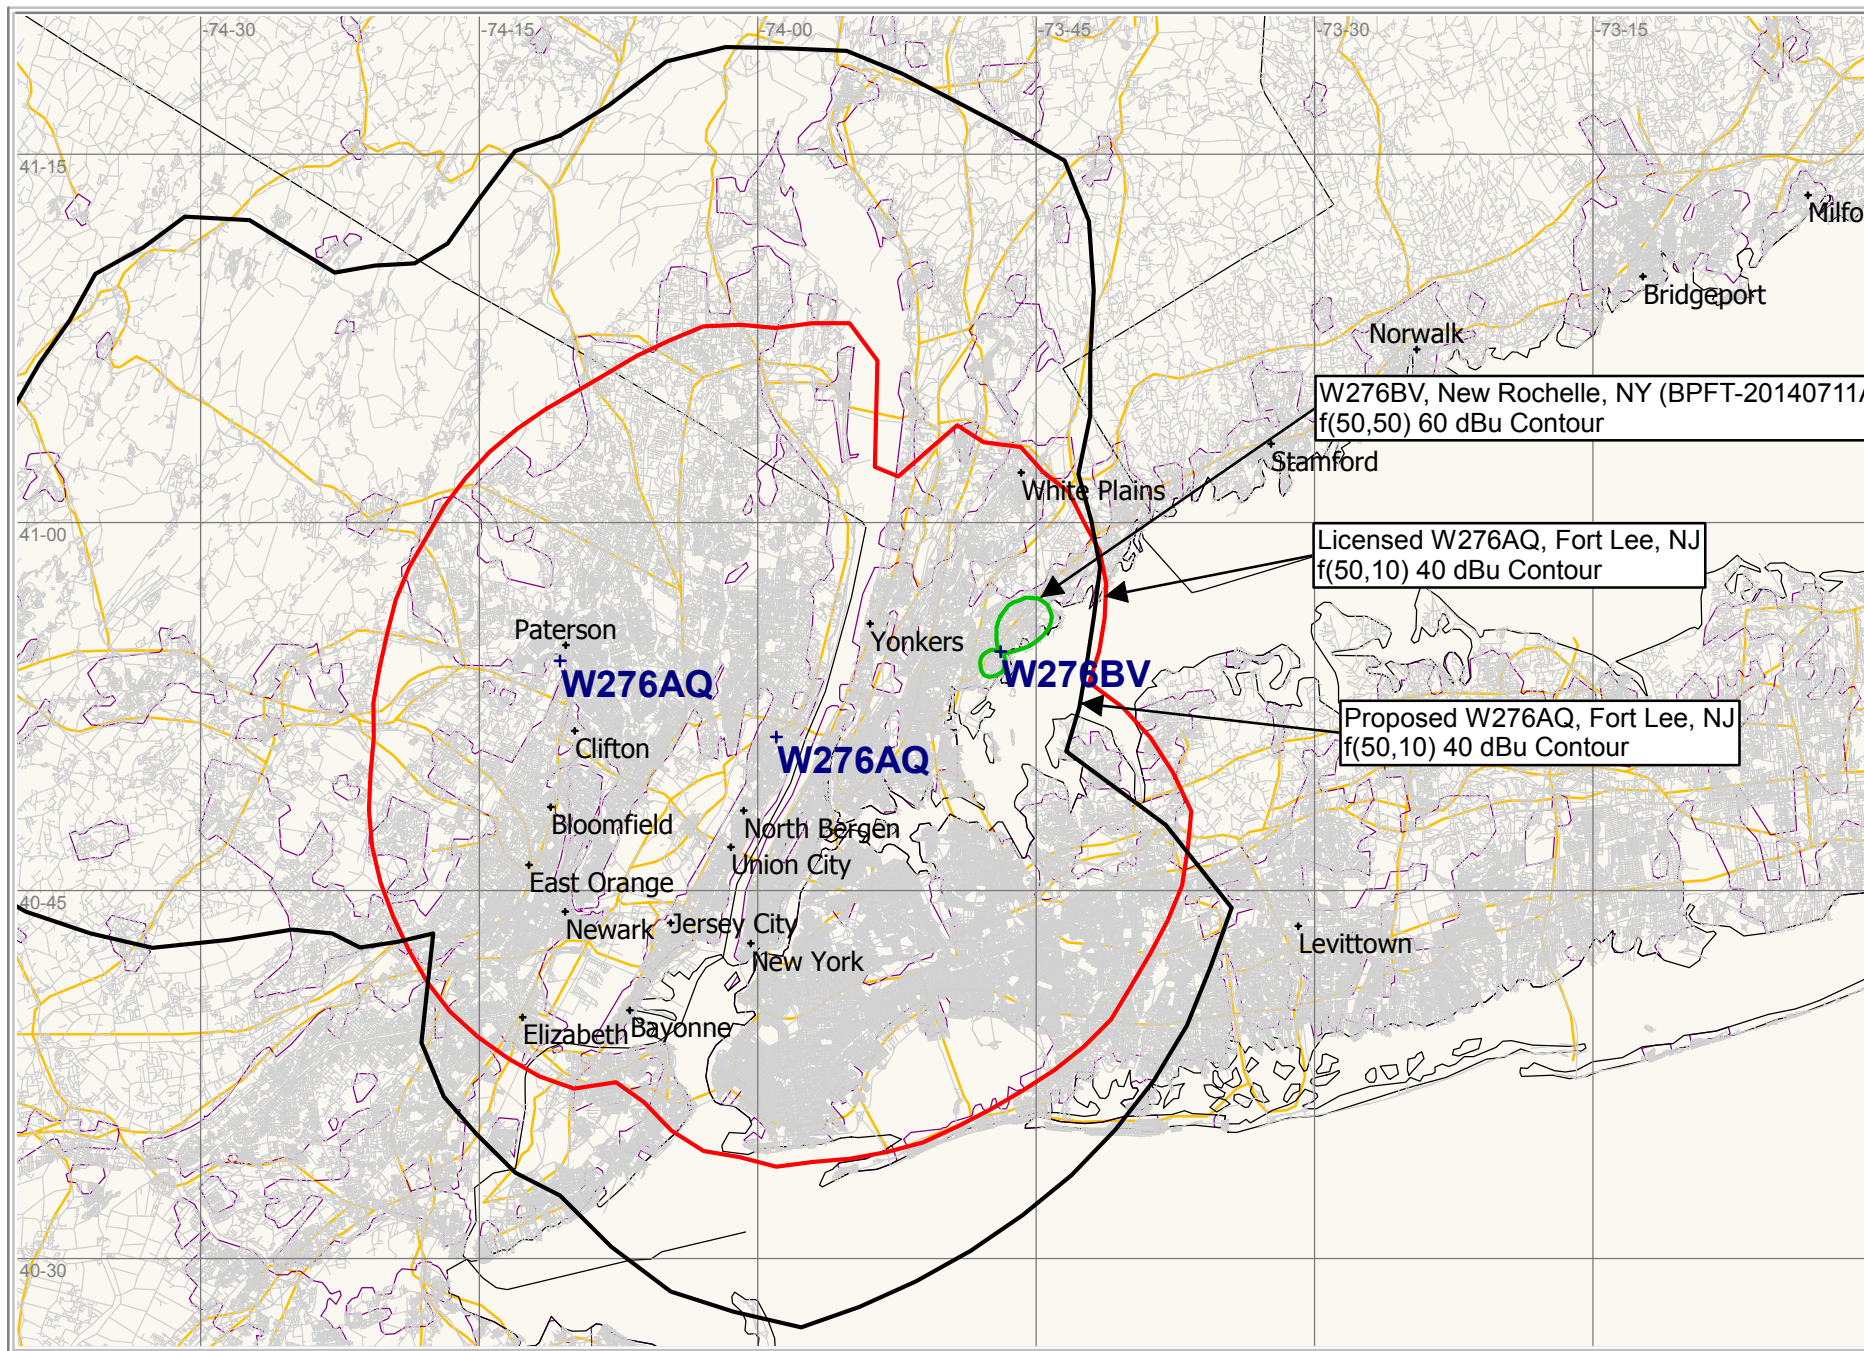 -74-30
-74-15
-74-00
-73-45
-73-30
-73-15
41-15
Milfo
Bridgeport
Norwalk
W276BV, New Rochelle, NY (BPFT-20140711A
f(50,50) 60 dBu Contour
Stamford
White Plains
41-00
Licensed W276AQ, Fort Lee, NJ
f(50,10) 40 dBu Contour
Paterson
Yonkers
W276AQ
W276BV
Proposed W276AQ, Fort Lee, NJ
f(50,10) 40 dBu Contour
Clifton
W276AQ
Bloomfield
North Bergen
Union City
East Orange
40-45
Newark
Jersey City
Levittown
New York
Elizabeth
Bayonne
40-30